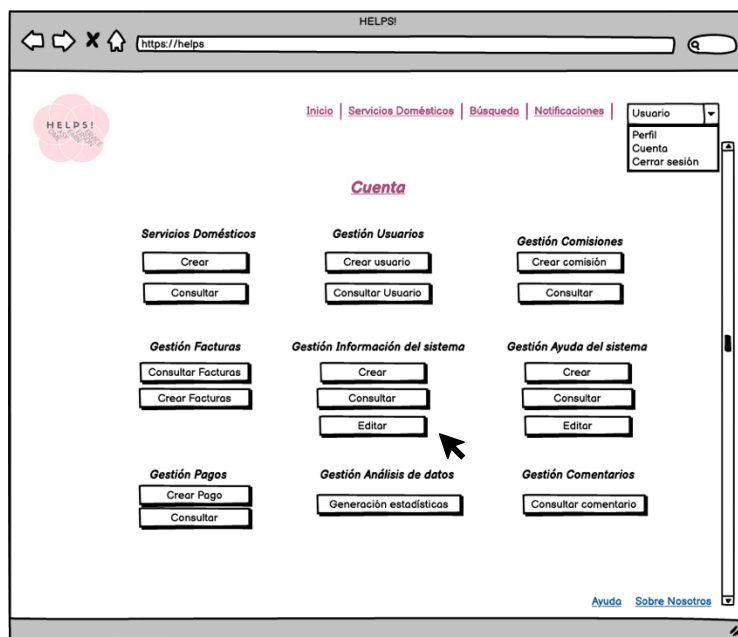 HELPS!
https://helps
HELPS!
Inicio Servicios Domésticos Búsqueda Notificaciones Usuario
Perfil
Cuenta
Cerrar sesión
Cuenta
Servicios Domésticos
Crear
Consultar
Gestión Usuarios
Crear usuario
Consultar Usuario
Gestión Comisiones
Crear comisión
Consultar
Gestión Facturas
Consultar Facturas
Crear Facturas
Gestión Información del sistema
Crear
Consultar
Editar
Gestión Ayuda del sistema
Crear
Consultar
Editar
Gestión Pagos
Crear Pago
Consultar
Gestión Análisis de datos
Generación estadísticas
Gestión Comentarios
Consultar comentario
Ayuda Sobre Nosotros